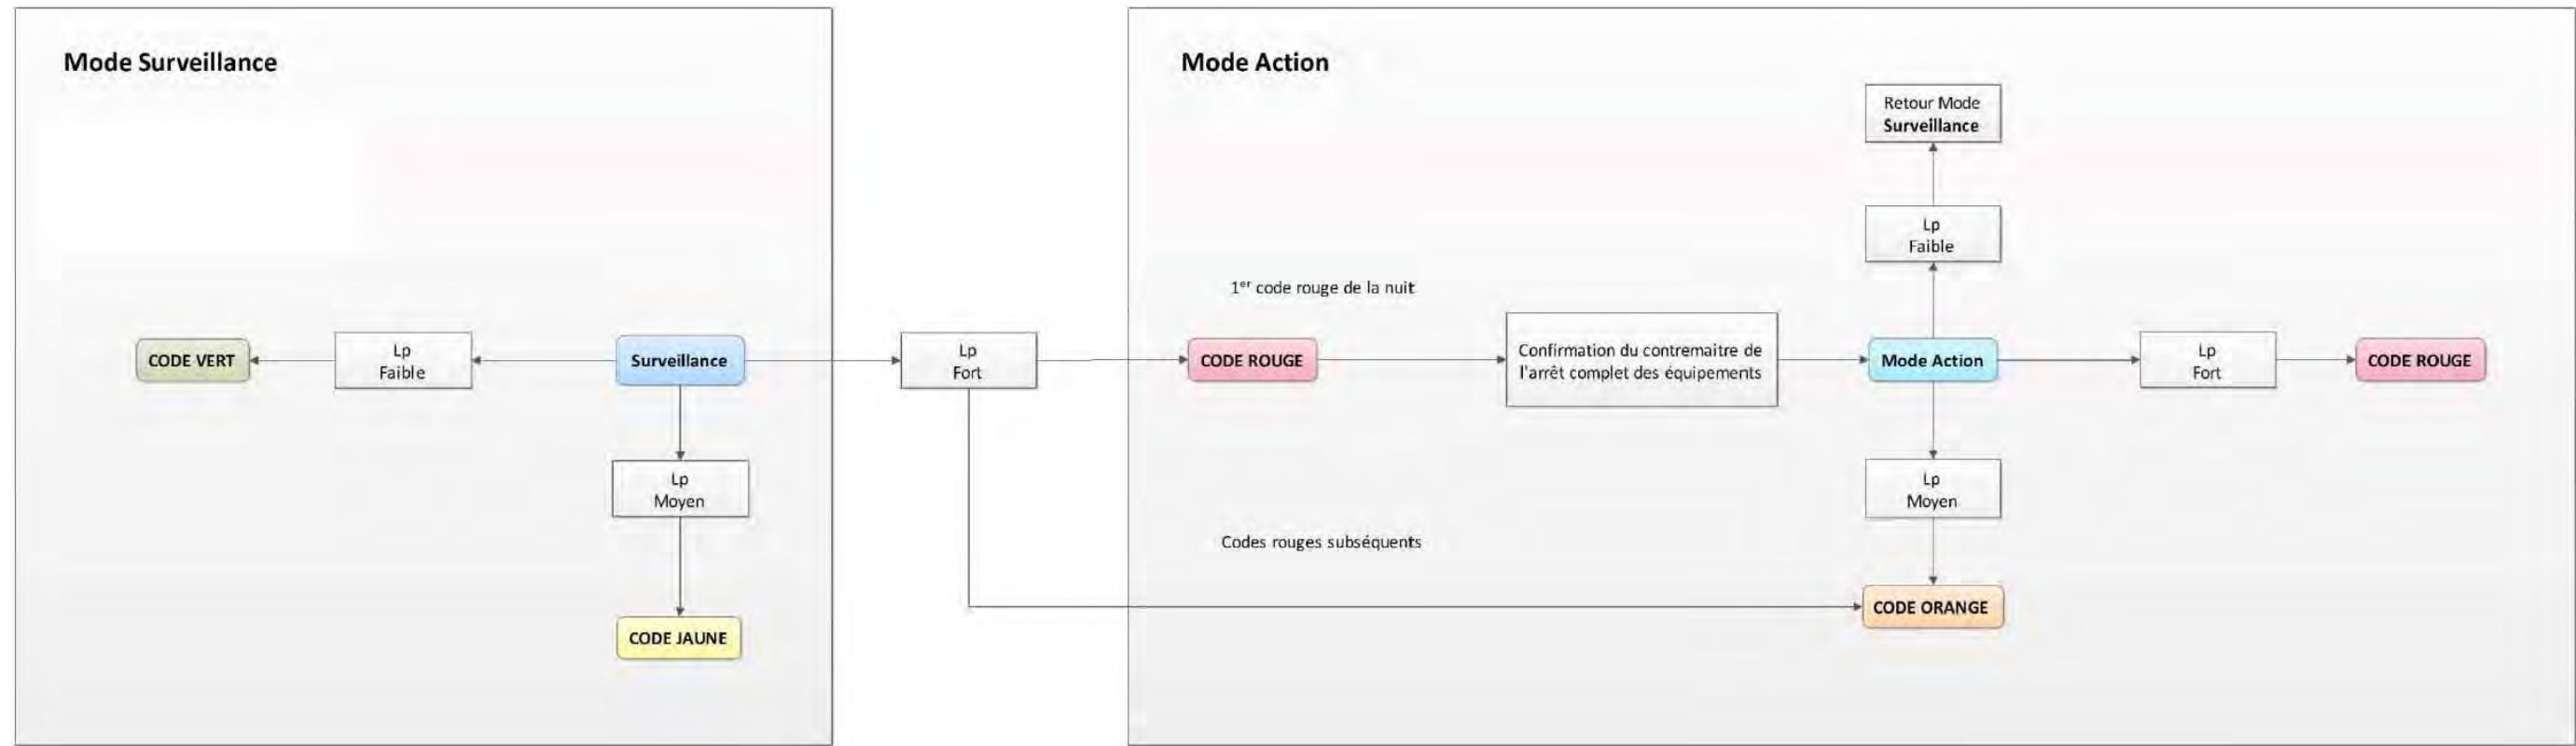 Mode Surveillance
CODE VERT
Lp
Faible
Surveillance
Lp
Moyen
CODE JAUNE
Lp
Fort
Mode Action
1er code rouge de la nuit
CODE ROUGE
Confirmation du contremaitre de
l'arrêt complet des équipements
Mode Action
Lp
Faible
Retour Mode
Surveillance
Lp
Fort
CODE ROUGE
Lp
Moyen
Codes rouges subséquents
CODE ORANGE